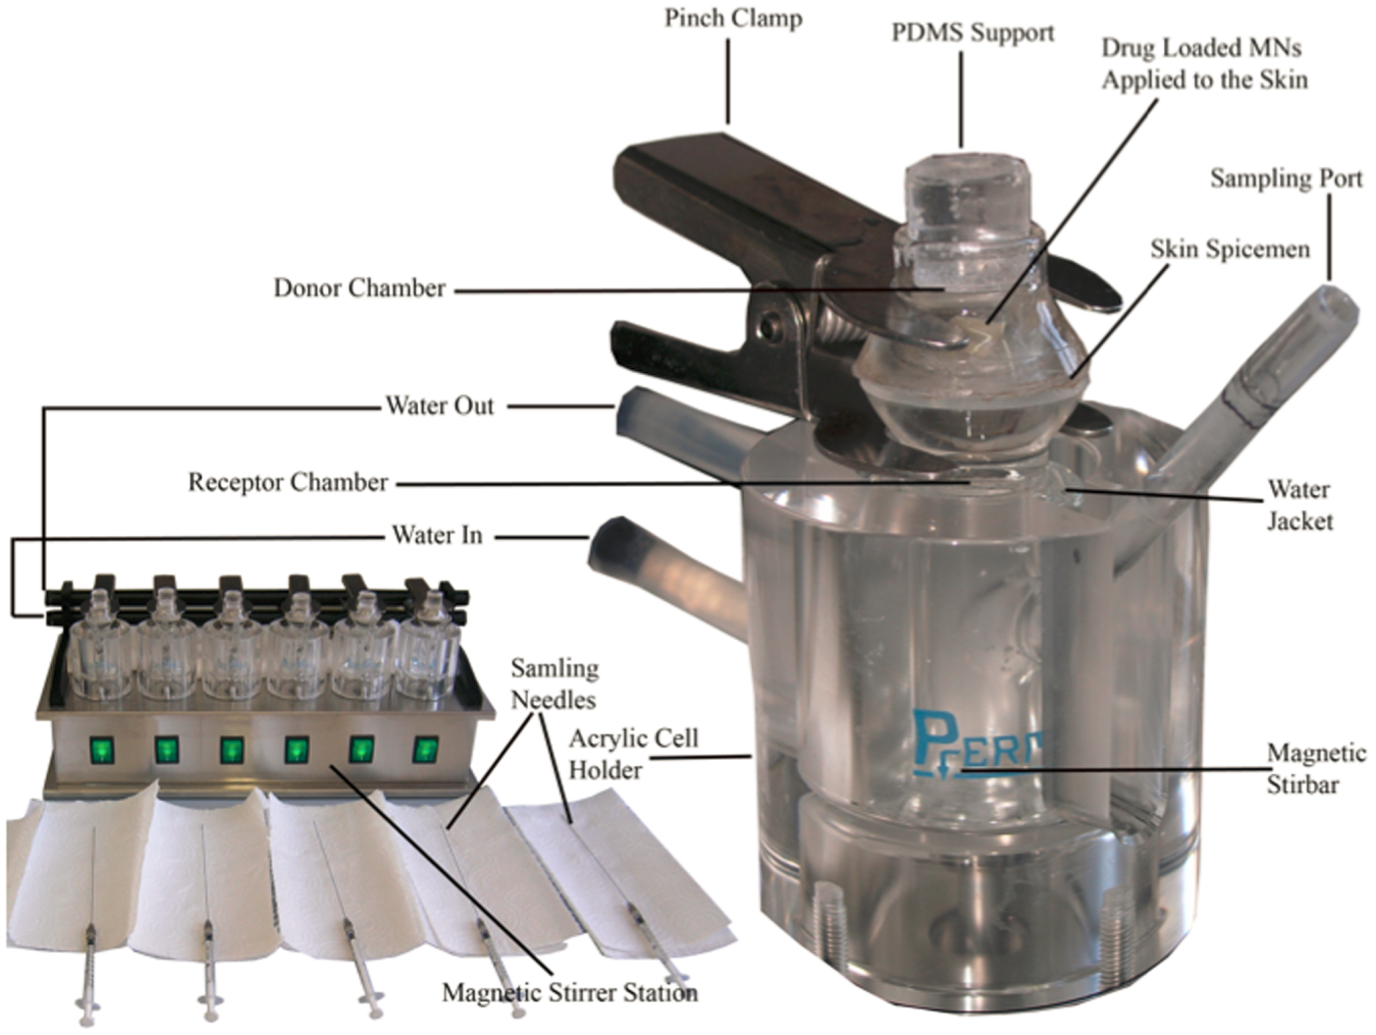 Pinch Clamp
PDMS Support
Drug Loaded MNs
Applied to the Skin
Sampling Port
Skin Spicemen
Donor Chamber
Water Out
Receptor Chamber
Water
Jacket
Water In
Samling
Needles
Acrylic Cell
Holder
PERM
Magnetic
Stirbar
Magnetic Stirrer Station